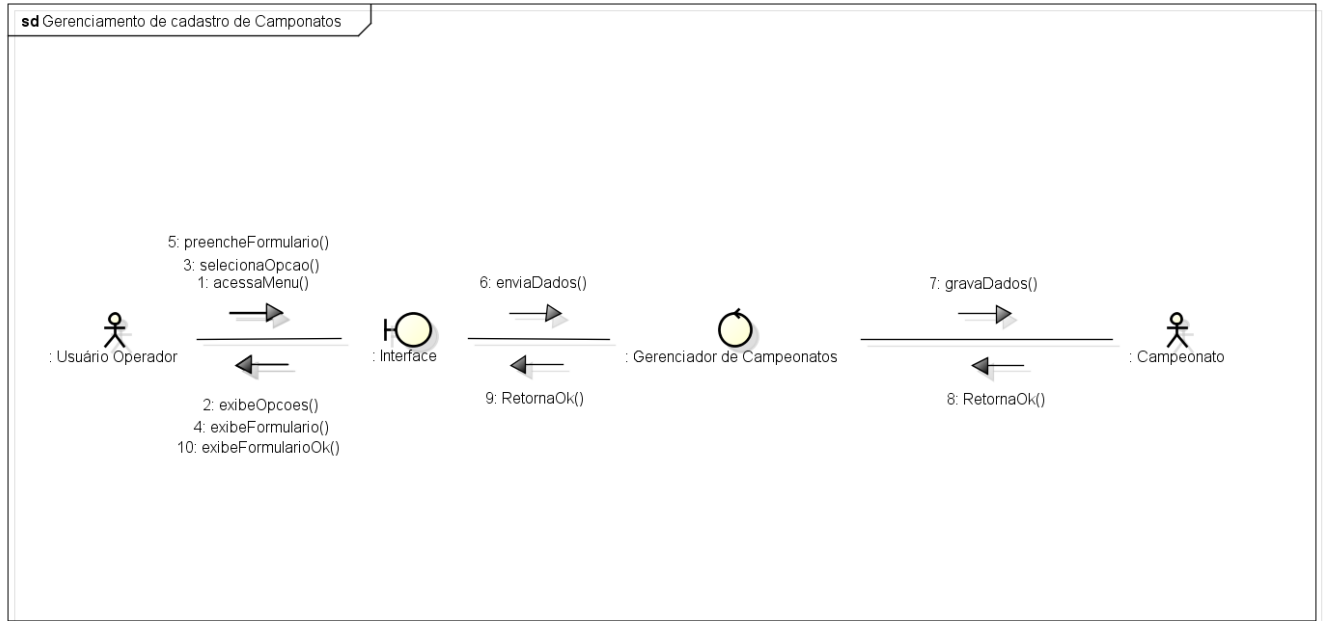 sd Gerenciamento de cadastro de Camponatos
5: preencheFormulario()
3: selecionaOpcao()
1: acessaMenu()
6: enviaDados()
7: gravaDados()
: Usuário Operador
: Interface
: Gerenciador de Campeonatos
: Campeonato
2: exibeOpcoes()
4: exibeFormulario()
10: exibeFormularioOk()
9: RetornaOk()
8: RetornaOk()